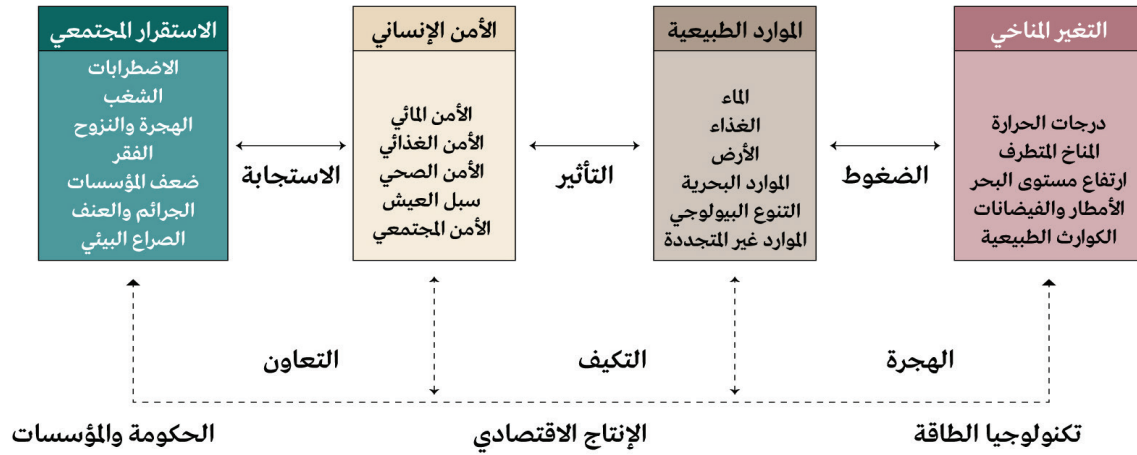 التغير المناخي
درجات الحرارة
المناخ المتطرف
ارتفاع مستوى البحر
الأمطار والفيضانات
الكوارث الطبيعية
الضغوط
الموارد الطبيعية
الماء
الغذاء
الأرض
الموارد البحرية
التنوع البيولوجي
الموارد غير المتجددة
التأثير
الأمن الإنساني
الأمن المائي
الأمن الغذائي
الأمن الصحي
سبل العيش
الأمن المجتمعي
الاستجابة
الاستقرار المجتمعي
الاضطرابات
الشغب
الهجرة والنزوح
الفقر
ضعف المؤسسات
الجرائم والعنف
الصراع البيئي
الهجرة
التكيف
التعاون
تكنولوجيا الطاقة
الإنتاج الاقتصادي
الحكومة والمؤسسات